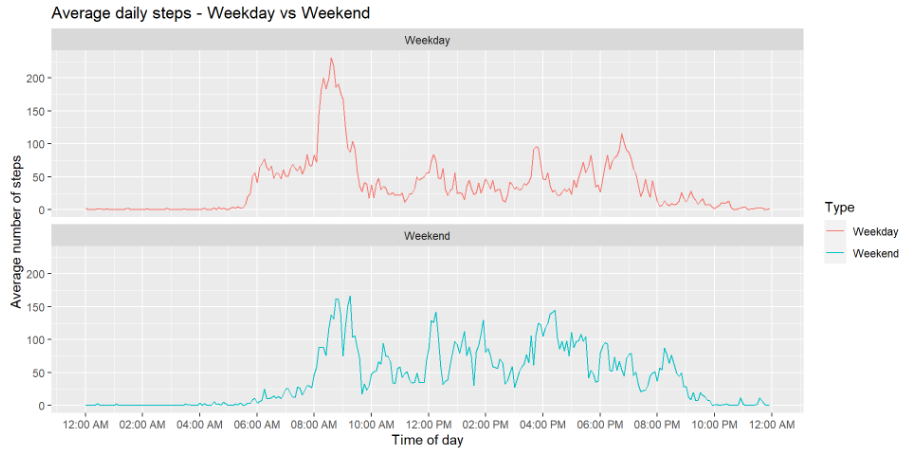 Average daily steps - Weekday vs Weekend
Weekday
200
150
100
50
0
Weekend
200
150
100
50
0
12:00 AM 02:00 AM 04:00 AM 06:00 AM 08:00 AM 10:00 AM 12:00 PM 02:00 PM 04:00 PM 06:00 PM 08:00 PM 10:00 PM 12:00 AM
Time of day
Average number of steps
Type
Weekday
Weekend